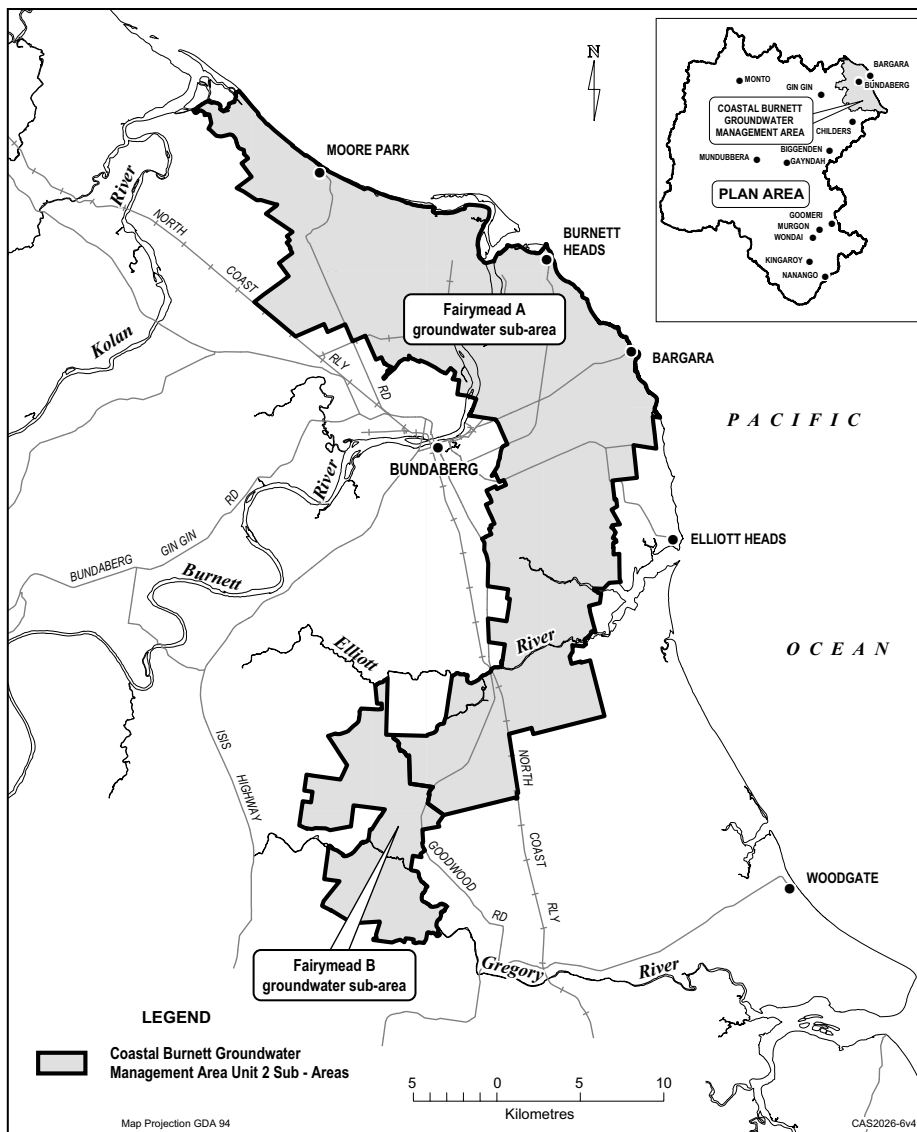 N
BARGARA
MONTO
BUNDABERG
GIN GIN
COASTAL BURNETT
GROUNDWATER
MANAGEMENT AREA
CHILDERS
BIGGENDEN
MUNDUBBERA
GAYNDAH
PLAN AREA
GOOMERI
MURGON
WONDAI
KINGAROY
NANANGO
MOORE PARK
River
NORTH
COAST
RLY
BURNETT
HEADS
Fairymead A
groundwater sub-area
Kolan
RD
BARGARA
PACIFIC
BUNDABERG
River
BUNDABERG
GIN GIN
RD
Burnett
ELLIOTT HEADS
Elliott
River
OCEAN
ISIS
HIGHWAY
NORTH
COAST
RLY
GOODWOOD
RD
WOODGATE
Fairymead B
groundwater sub-area
Gregory
River
LEGEND
Coastal Burnett Groundwater
Management Area Unit 2 Sub - Areas
5 0 5 10
Kilometres
Map Projection GDA 94
CAS2026-6v4